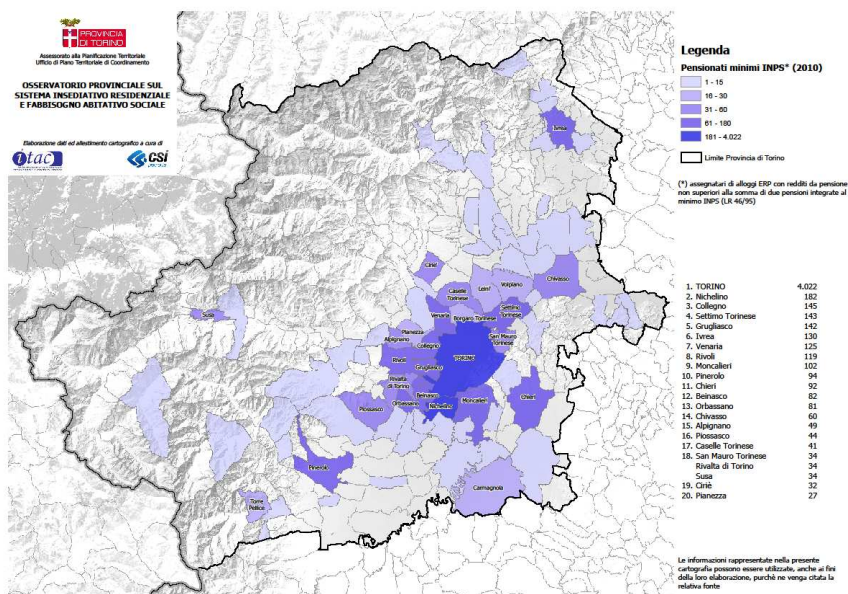 PROVINCIA
DI TORINO
Assessorato alla Pianificazione Territoriale
Ufficio di Piano Territoriale di Coordinamento
OSSERVATORIO PROVINCIALE SUL
SISTEMA INSEDIATIVO RESIDENZIALE
E FABBISOGNO ABITATIVO SOCIALE
Elaborazione dati ed allestimento cartografico a cura di
itac
CSI
Legenda
Pensionati minimi INPS* (2010)
1 - 15
16 - 30
31 - 60
61 - 180
181 - 4.022
Limite Provincia di Torino
(*) assegnatari di alloggi ERP con redditi da pensione
non superiori alla somma di due pensioni integrate al
minimo INPS (LR 46/95)
Ivrea
Ciriè
Chivasso
Volpiano
Leinì
Caselle
Torinese
Settimo
Torinese
Susa
Venaria
Borgaro Torinese
Pianezza
Alpignano
San Mauro
Torinese
Collegno
TORINO
Rivoli
Grugliasco
Rivalta
di Torino
Beinasco
Orbassano
Nichelino
Moncalieri
Chieri
Piossasco
Pinerolo
Carmagnola
Torre
Pellice
1. TORINO 4.022
2. Nichelino 182
3. Collegno 145
4. Settimo Torinese 143
5. Grugliasco 142
6. Ivrea 130
7. Venaria 125
8. Rivoli 119
9. Moncalieri 102
10. Pinerolo 94
11. Chieri 92
12. Beinasco 82
13. Orbassano 81
14. Chivasso 60
15. Alpignano 49
16. Piossasco 44
17. Caselle Torinese 41
18. San Mauro Torinese 34
Rivalta di Torino 34
Susa 34
19. Ciriè 32
20. Pianezza 27
Le informazioni rappresentate nella presente
cartografia possono essere utilizzate, anche ai fini
della loro elaborazione, purchè ne venga citata la
relativa fonte